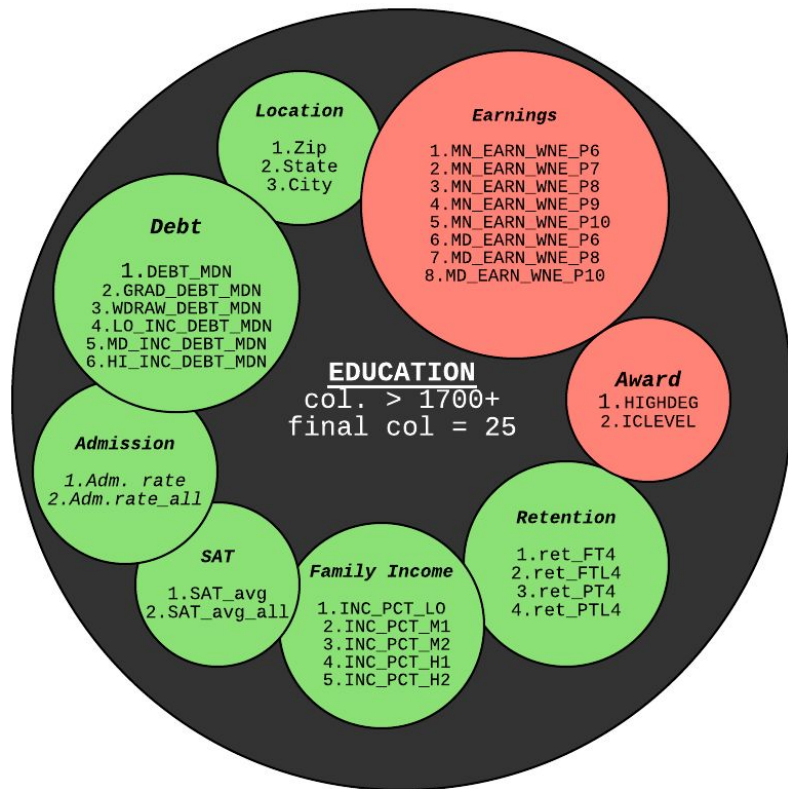 Location
1.Zip
2.State
3.City
Earnings
1.MN_EARN_WNE_P6
2.MN_EARN_WNE_P7
3.MN_EARN_WNE_P8
4.MN_EARN_WNE_P9
5.MN_EARN_WNE_P10
6.MD_EARN_WNE_P6
7.MD_EARN_WNE_P8
8.MD_EARN_WNE_P10
Debt
1.DEBT_MDN
2.GRAD_DEBT_MDN
3.WDRAW_DEBT_MDN
4.LO_INC_DEBT_MDN
5.MD_INC_DEBT_MDN
6.HI_INC_DEBT_MDN
EDUCATION
col. > 1700+
final col = 25
Award
1.HIGHDEG
2.ICLEVEL
Admission
1.Adm. rate
2.Adm.rate_all
SAT
1.SAT_avg
2.SAT_avg_all
Family Income
1.INC_PCT_LO
2.INC_PCT_M1
3.INC_PCT_M2
4.INC_PCT_H1
5.INC_PCT_H2
Retention
1.ret_FT4
2.ret_FTL4
3.ret_PT4
4.ret_PTL4